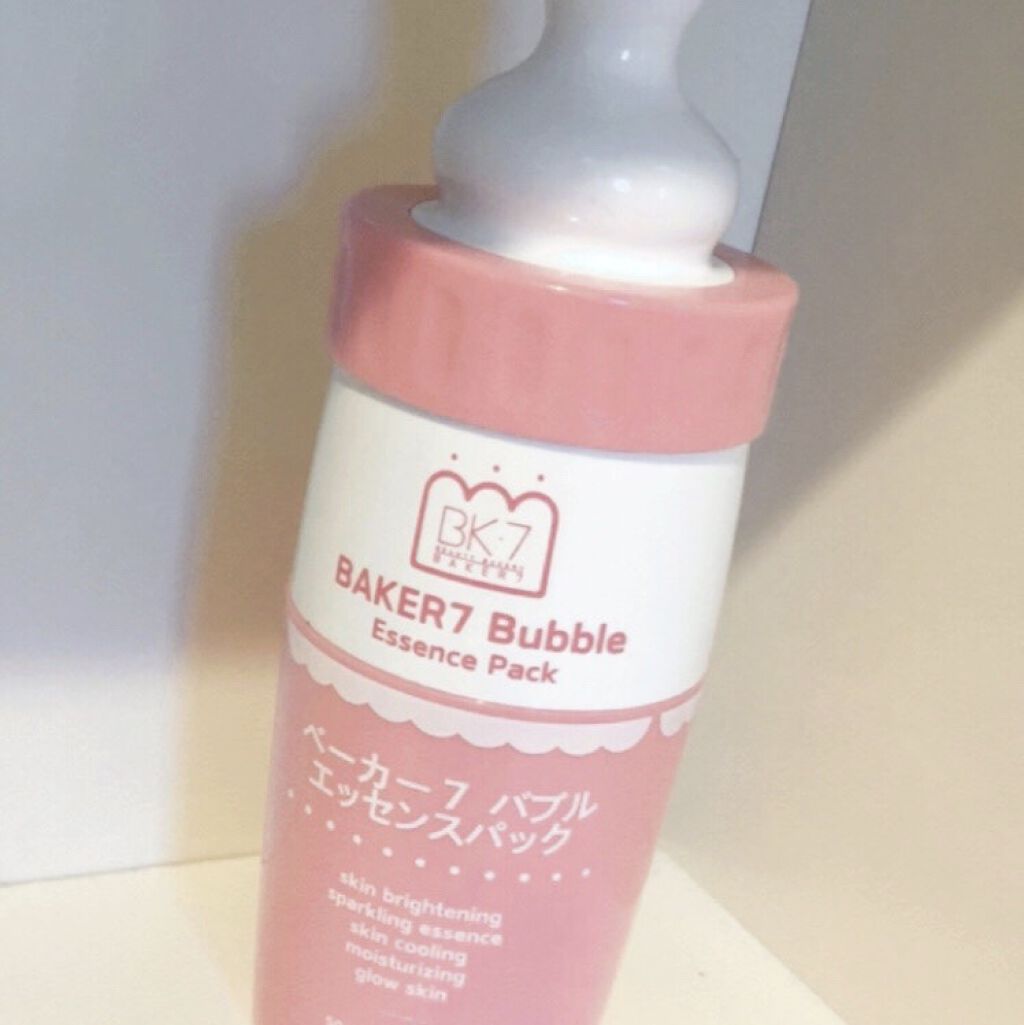 BK·7
BAKER7
BAKER7 Bubble
Essence Pack
ベーカー7 バブル
エッセンスパック
skin brightening
sparkling essence
skin cooling
moisturizing
glow skin